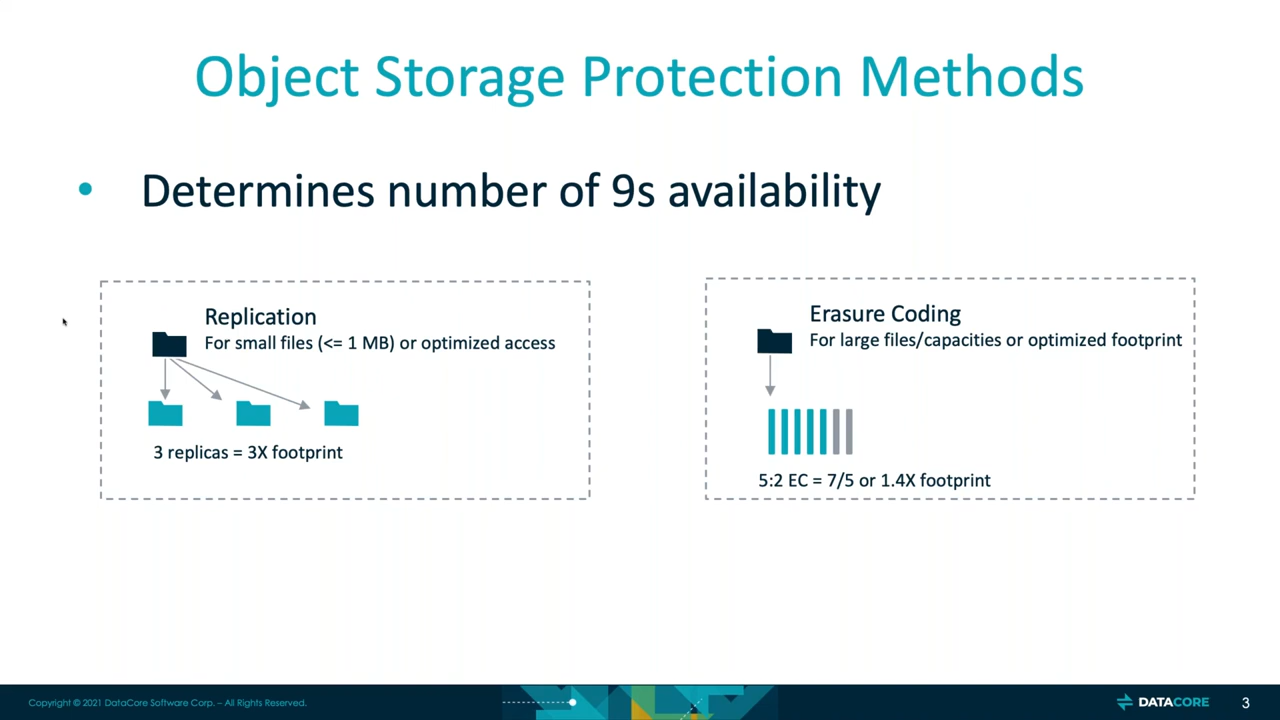 Object Storage Protection Methods
• Determines number of 9s availability
Replication
For small files (<= 1 MB) or optimized access
3 replicas = 3X footprint
Erasure Coding
For large files/capacities or optimized footprint
5:2 EC = 7/5 or 1.4X footprint
Copyright © 2021 DataCore Software Corp. – All Rights Reserved.
DATACORE
3